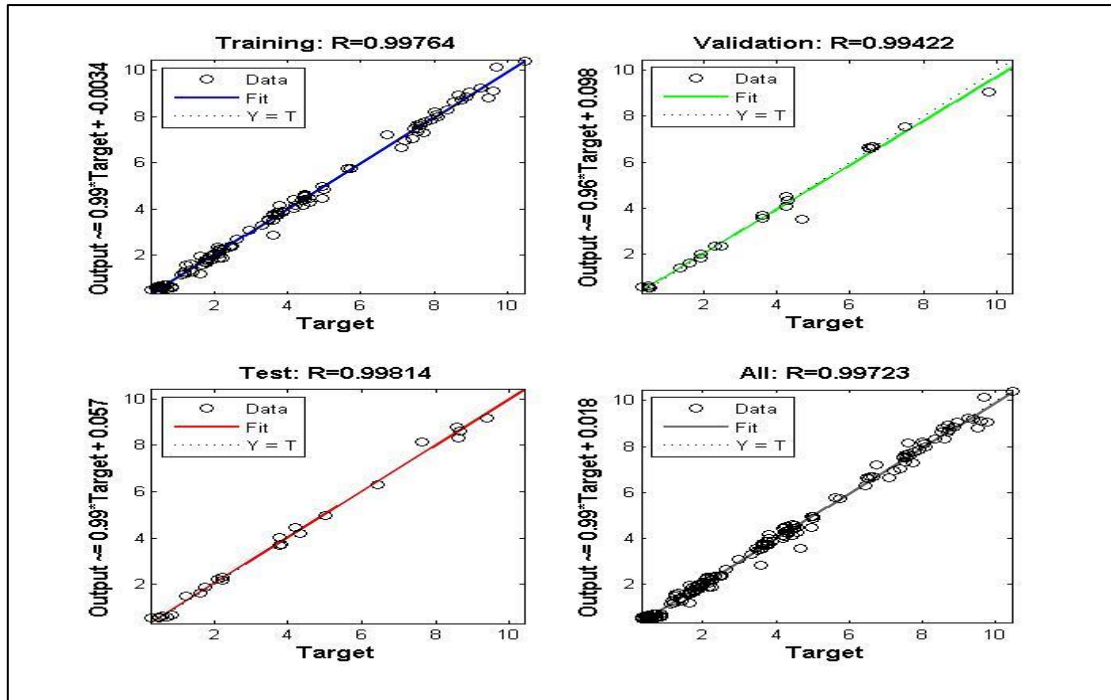 Training: R=0.99764
Output ~= 0.99*Target + -0.0034
10
8
6
4
2
Data
Fit
Y = T
2 4 6 8 10
Target
Validation: R=0.99422
Output ~= 0.96*Target + 0.098
10
8
6
4
2
Data
Fit
Y = T
2 4 6 8 10
Target
Test: R=0.99814
Output ~= 0.99*Target + 0.057
10
8
6
4
2
Data
Fit
Y = T
2 4 6 8 10
Target
All: R=0.99723
Output ~= 0.99*Target + 0.018
10
8
6
4
2
Data
Fit
Y = T
2 4 6 8 10
Target